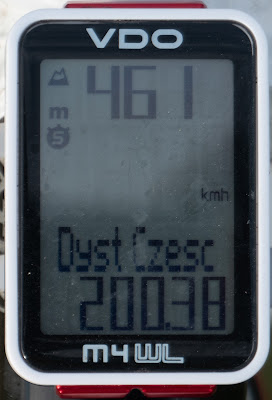 VDO
461
m
S
kmh
Dyst Czesc
200.38
M4 WL